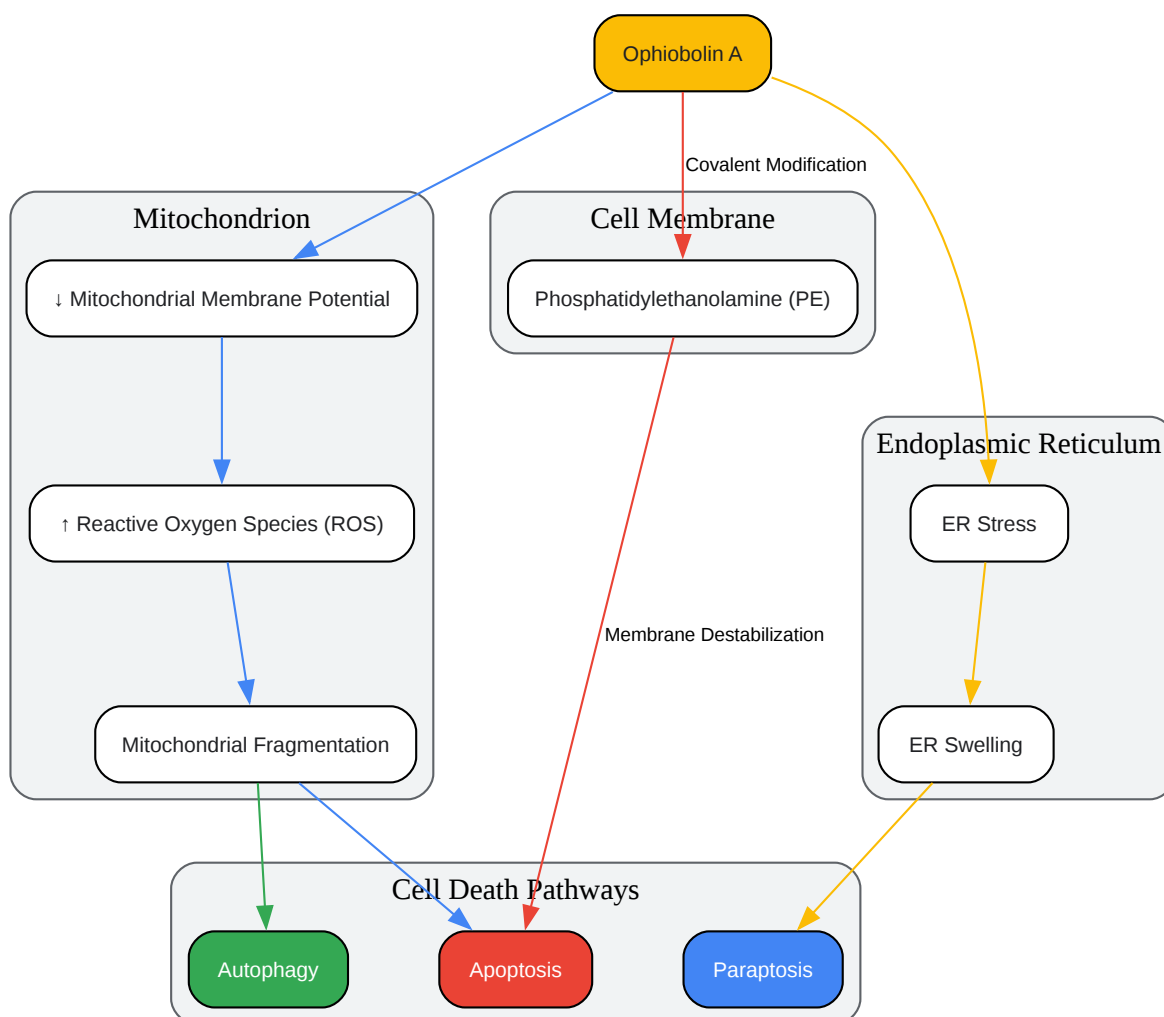 Ophiobolin A
Covalent Modification
Mitochondrion
Cell Membrane
↓ Mitochondrial Membrane Potential
Phosphatidylethanolamine (PE)
Endoplasmic Reticulum
↑ Reactive Oxygen Species (ROS)
ER Stress
Membrane Destabilization
Mitochondrial Fragmentation
ER Swelling
Cell Death Pathways
Autophagy
Apoptosis
Paraptosis